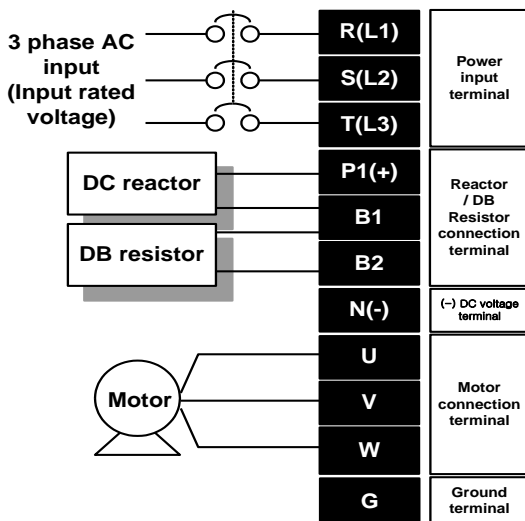 3 phase AC
input
(Input rated
voltage)
DC reactor
DB resistor
Motor
R(L1)
S(L2)
T(L3)
P1(+)
B1
B2
N(-)
U
V
W
G
Power
input
terminal
Reactor
/ DB
Resistor
connection
terminal
(−) DC voltage
terminal
Motor
connection
terminal
Ground
terminal